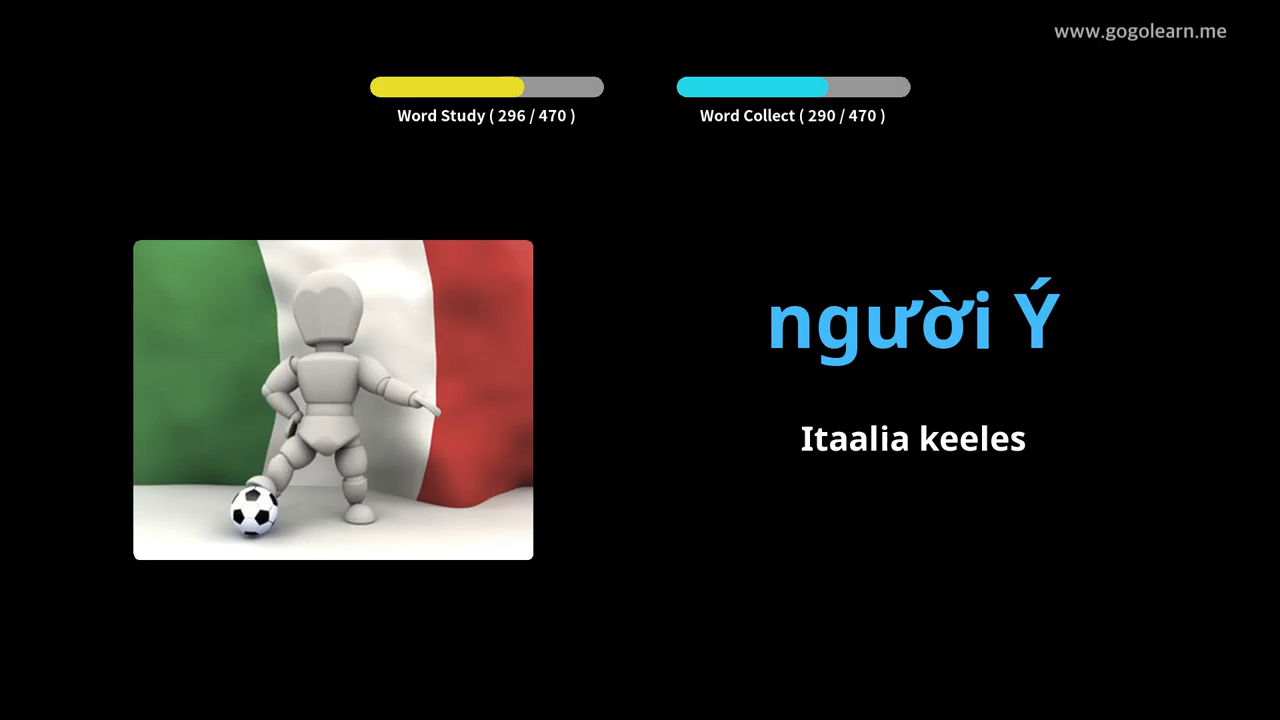 www.gogolearn.me
Word Study ( 296 / 470 )
Word Collect ( 290 / 470 )
người Ý
Itaalia keeles